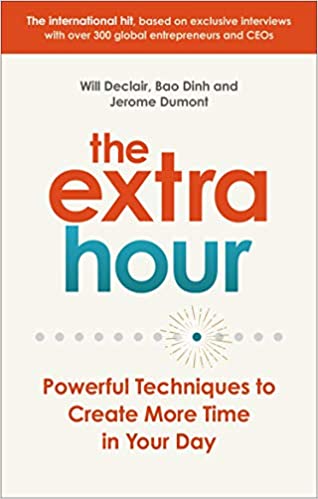 The international hit, based on exclusive interviews
with over 300 global entrepreneurs and CEOs
Will Declair, Bao Dinh and
Jerome Dumont
the
extra
hour
Powerful Techniques to
Create More Time
in Your Day